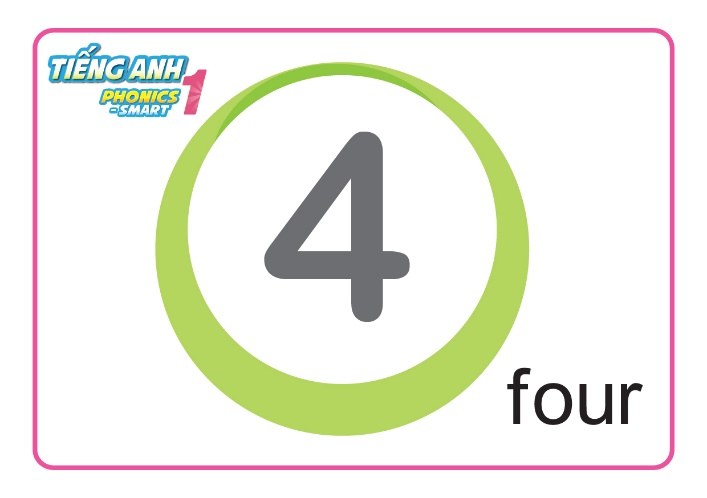 TIẾNG ANH 1
PHONICS
-SMART
4
four